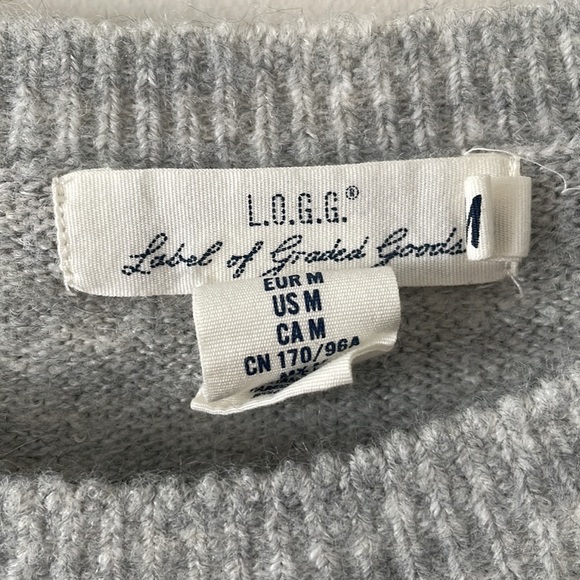 L.O.G.G.®
Label of Graded Goods
EUR M
US M
CA M
CN 170/96A